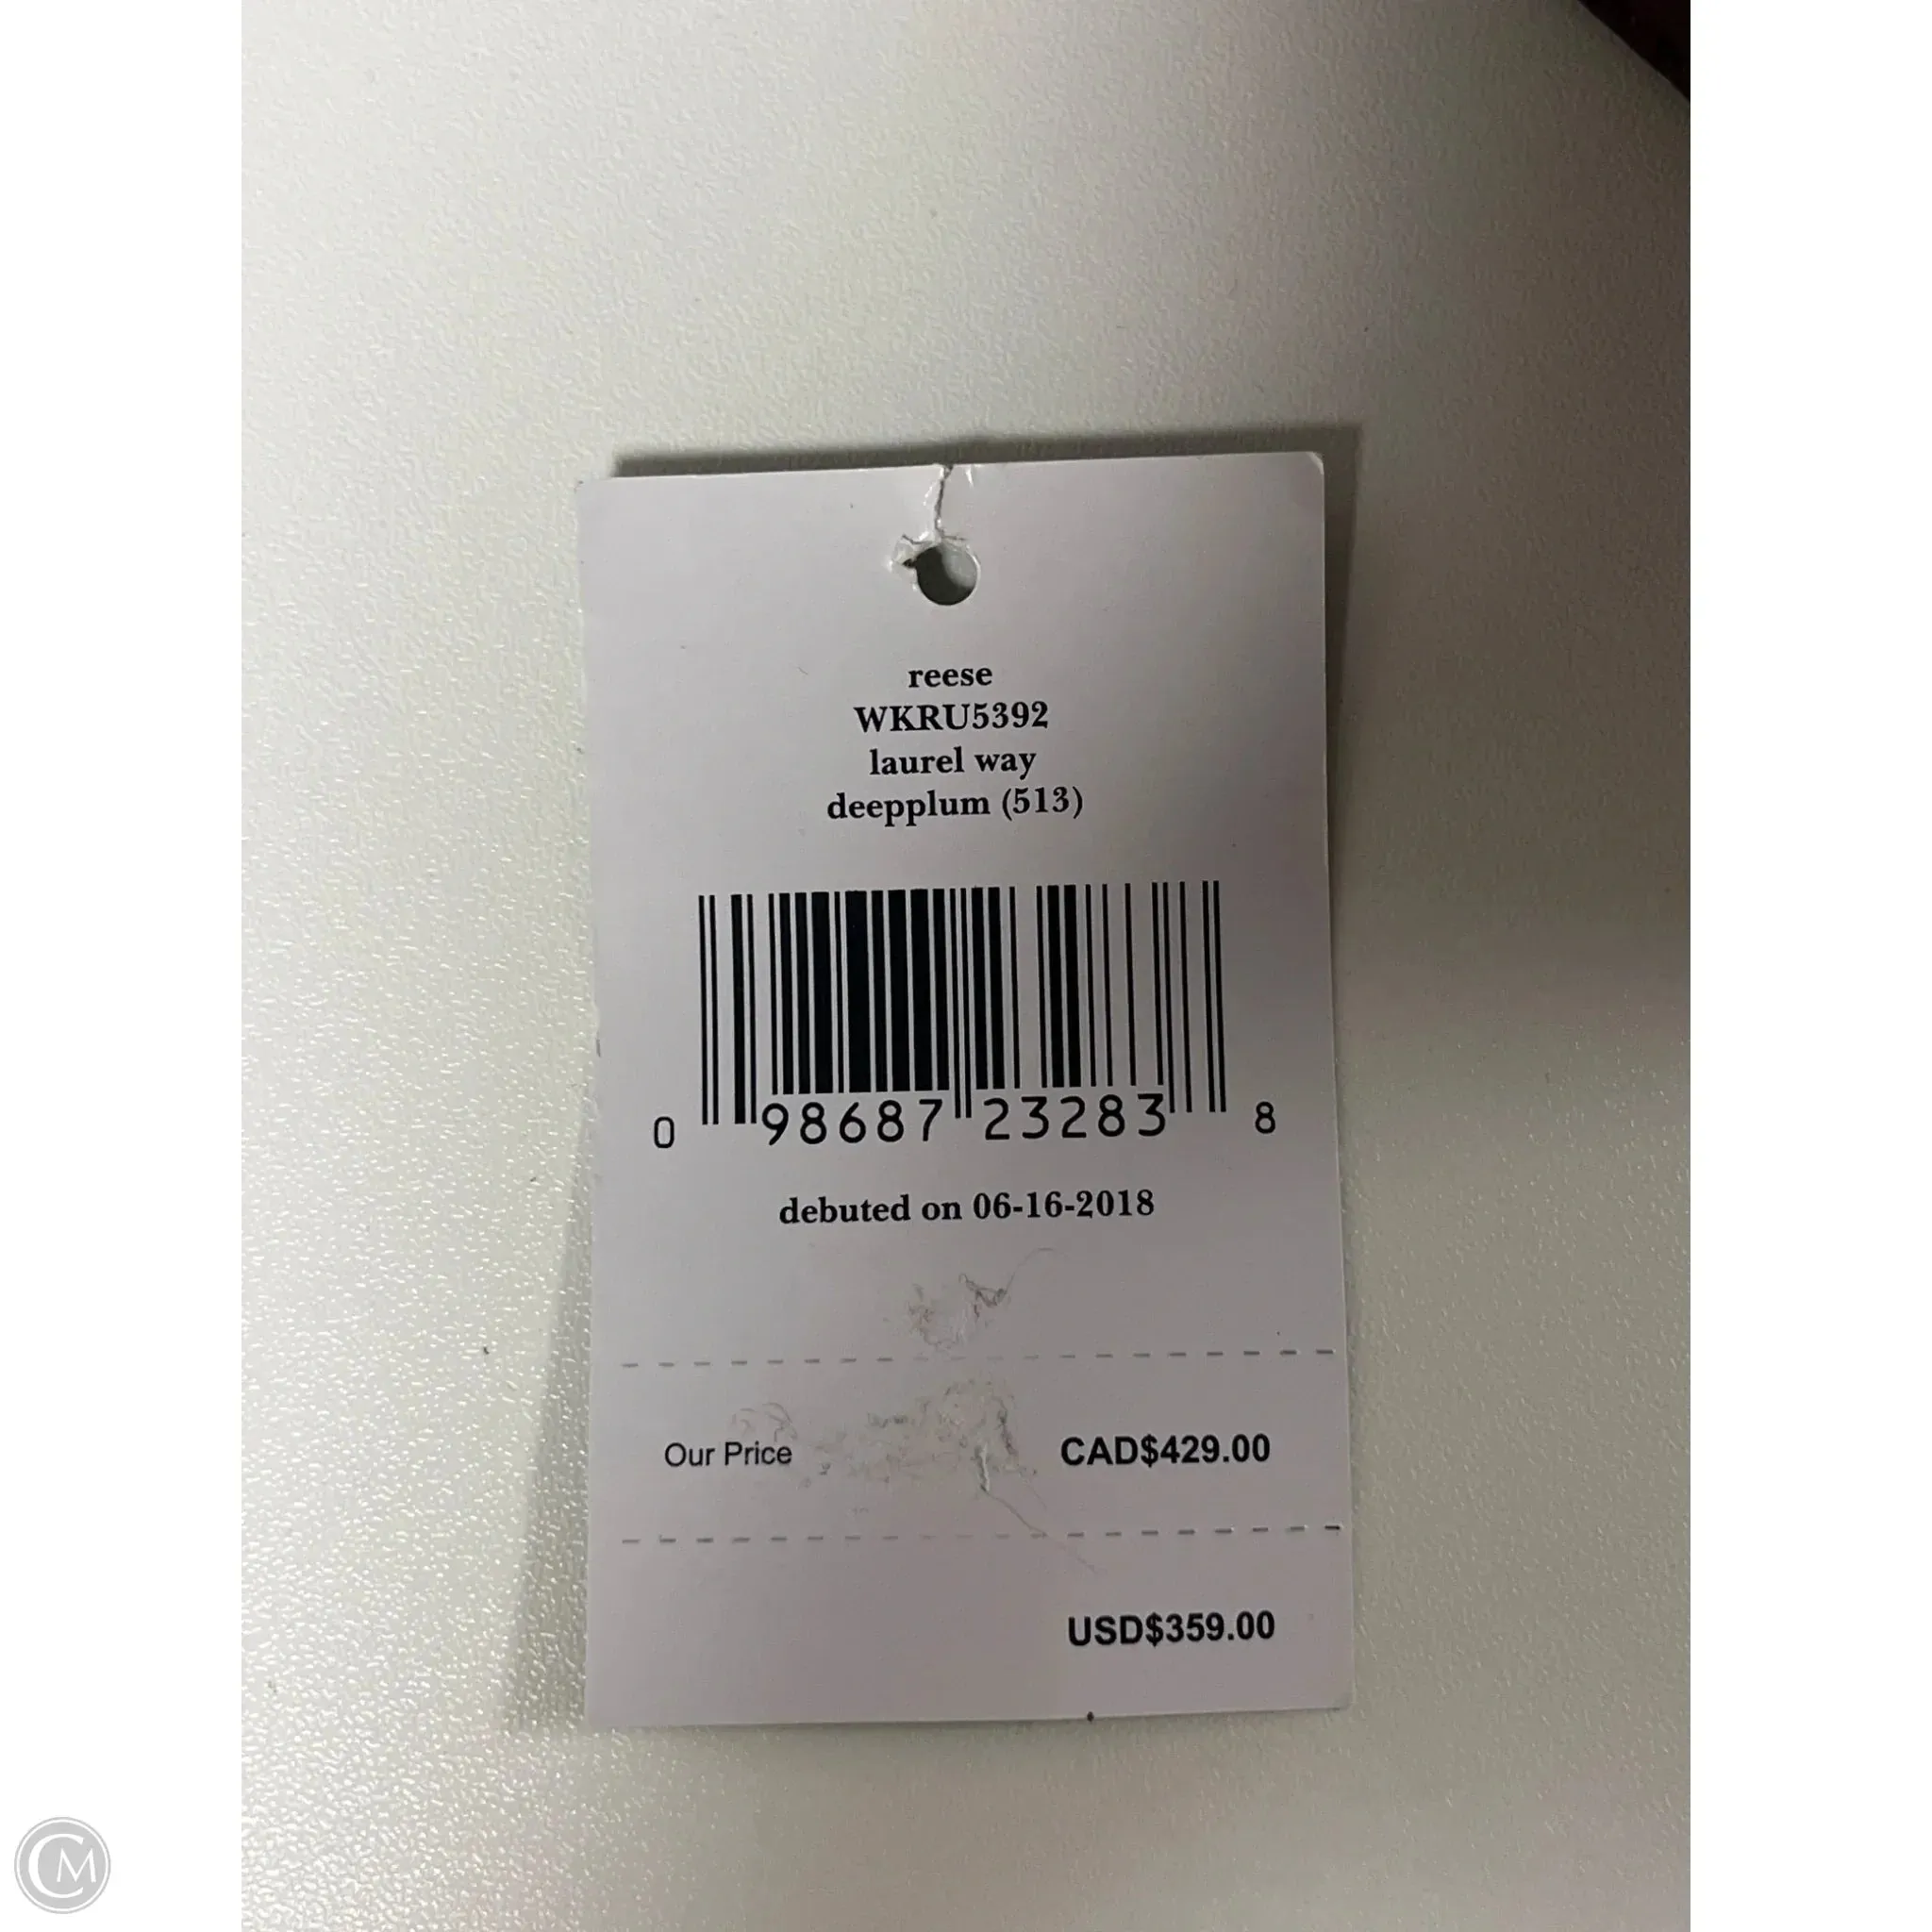 reese
WKRU5392
laurel way
deepplum (513)
0 98687 23283 8
debuted on 06-16-2018
Our Price CAD$429.00
USD$359.00
CM